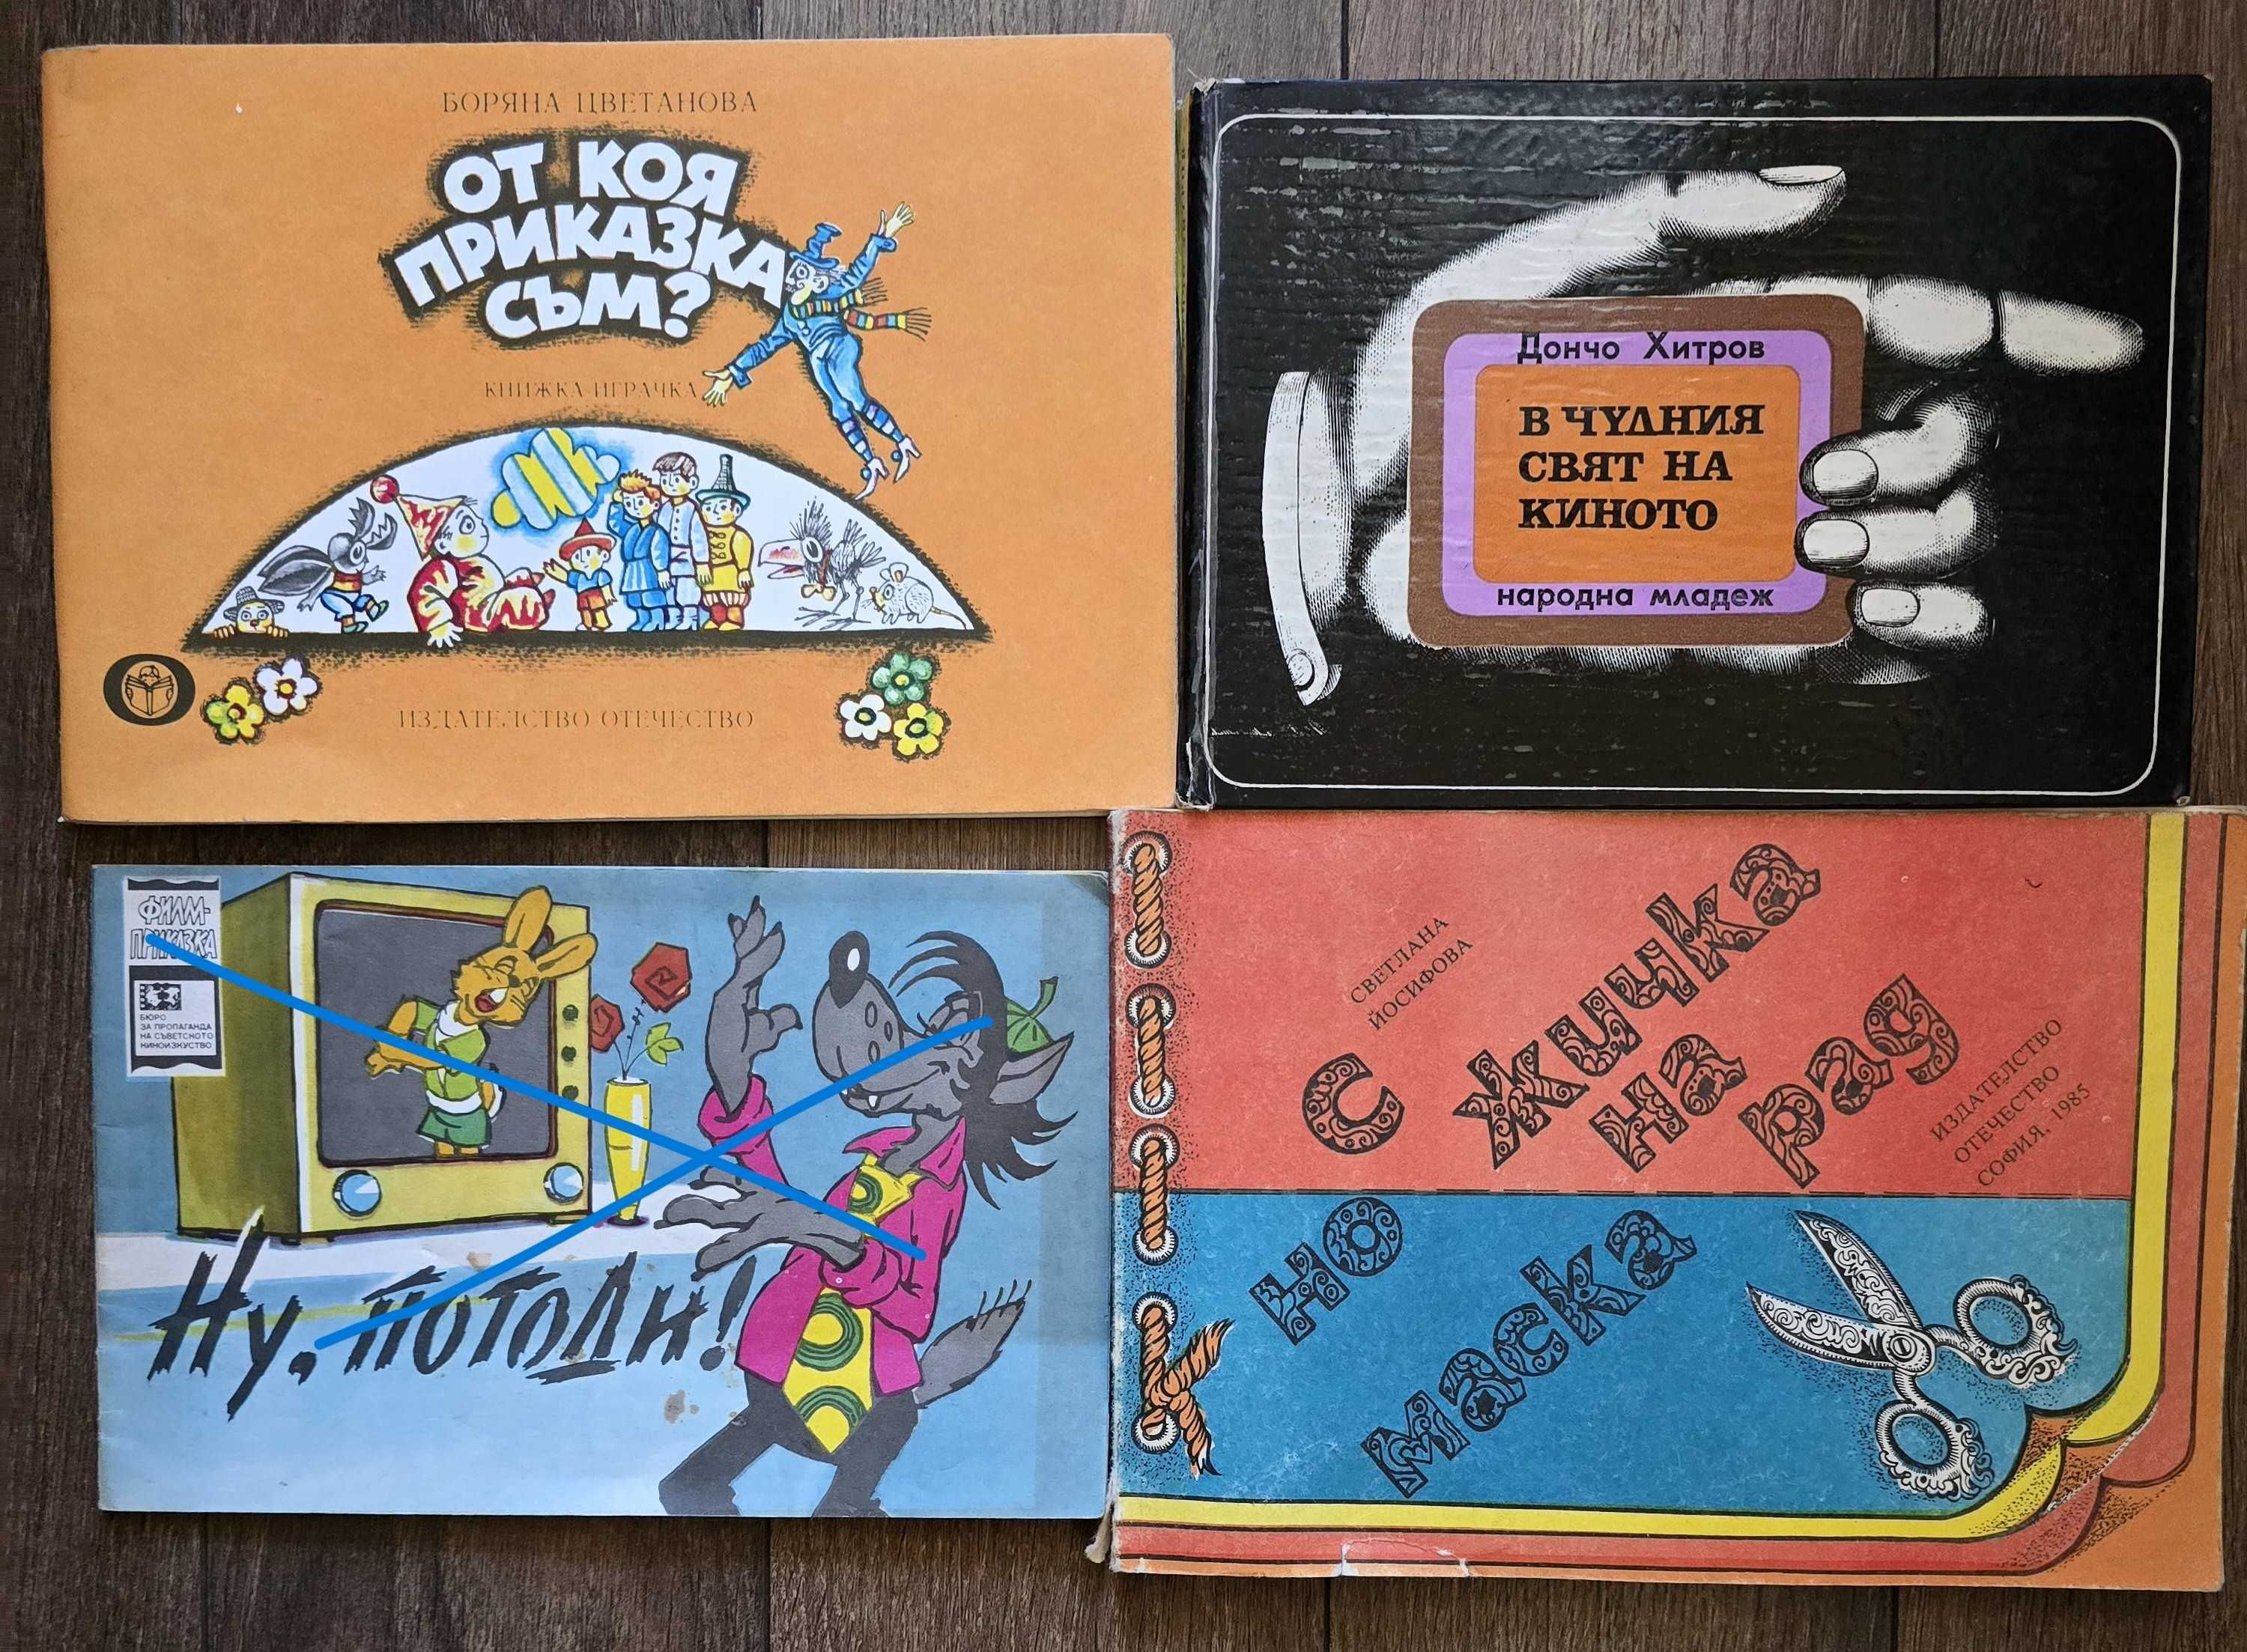 БОРЯНА ЦВЕТАНОВА
ОТ КОЯ
ПРИКАЗКА
СЪМ?
КНИЖКА-ИГРАЧКА
ИЗДАТЕЛСТВО ОТЕЧЕСТВО
Дончо Хитров
В ЧУДНИЯ
СВЯТ НА
КИНОТО
народна младеж
ФИЛМ-
ПРИКАЗКА
БЮРО
ЗА ПРОПАГАНДА
НА СЪВЕТСКОТО
КИНОИЗКУСТВО
Ну, погоди!
СВЕТЛАНА
ЙОСИФОВА
С жичка
на
рад
но
маска
ИЗДАТЕЛСТВО
ОТЕЧЕСТВО
СОФИЯ, 1985